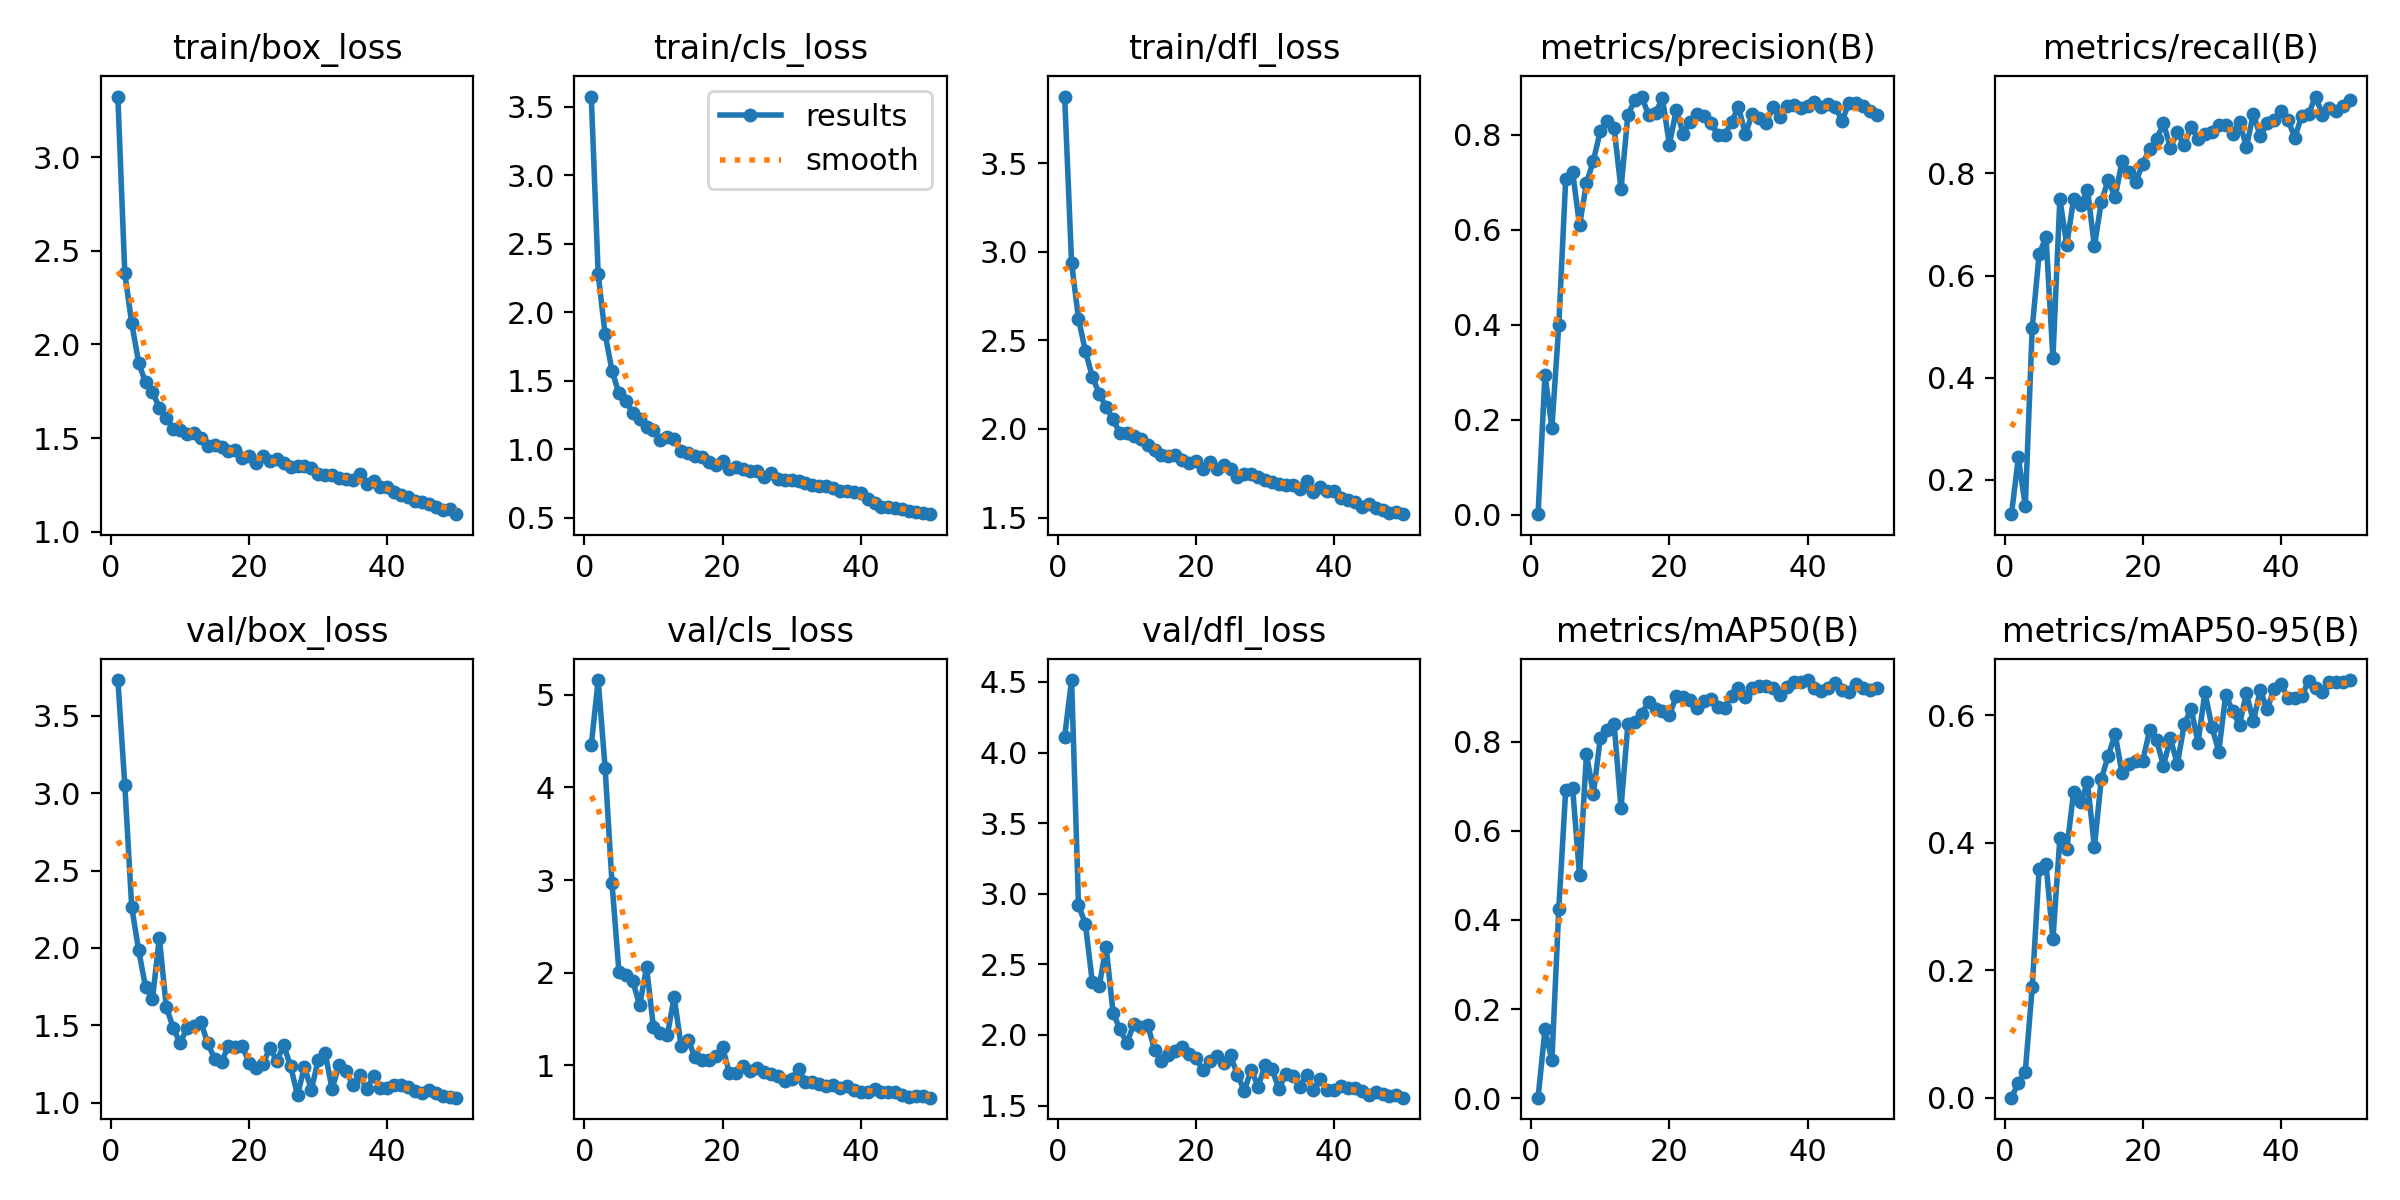 train/box_loss
3.0
2.5
2.0
1.5
1.0
0 20 40
train/cls_loss
results
smooth
3.5
3.0
2.5
2.0
1.5
1.0
0.5
0 20 40
train/dfl_loss
3.5
3.0
2.5
2.0
1.5
0 20 40
metrics/precision(B)
0.8
0.6
0.4
0.2
0.0
0 20 40
metrics/recall(B)
0.8
0.6
0.4
0.2
0 20 40
val/box_loss
3.5
3.0
2.5
2.0
1.5
1.0
0 20 40
val/cls_loss
5
4
3
2
1
0 20 40
val/dfl_loss
4.5
4.0
3.5
3.0
2.5
2.0
1.5
0 20 40
metrics/mAP50(B)
0.8
0.6
0.4
0.2
0.0
0 20 40
metrics/mAP50-95(B)
0.6
0.4
0.2
0.0
0 20 40